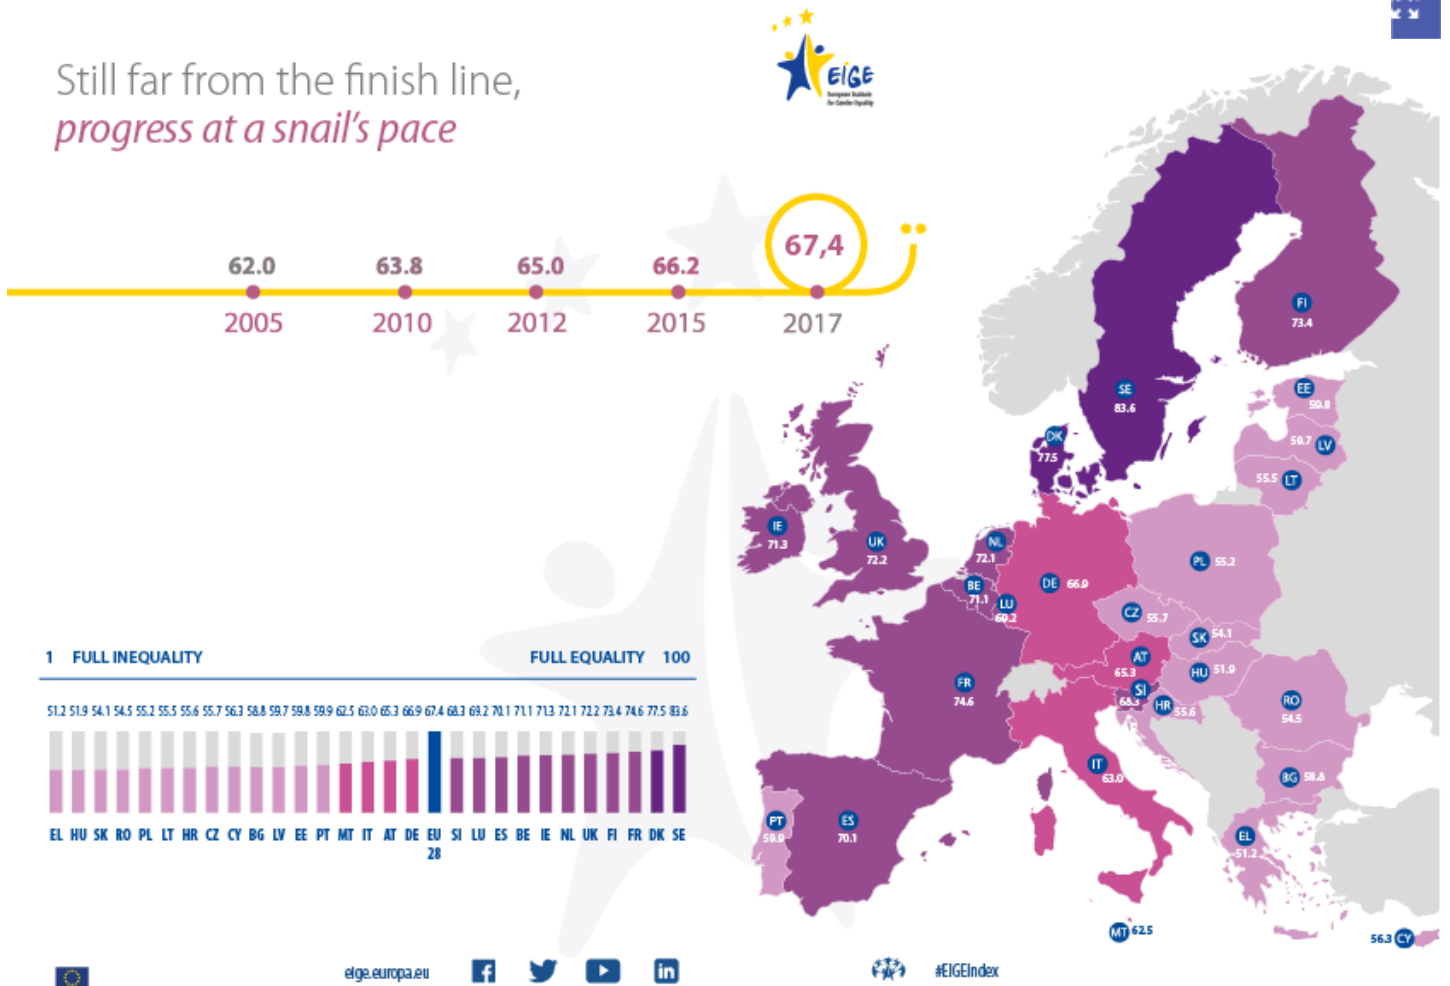 Still far from the finish line,
progress at a snail's pace
EIGE
European Institute
for Gender Equality
62.0 63.8 65.0 66.2 67,4
2005 2010 2012 2015 2017
FI
73.4
SE
83.6
EE
59.8
59.7 LV
55.5 LT
DK
77.5
IE
71.3
UK
72.2
NL
72.1
BE
71.1
LU
69.2
DE 66.9
PL 55.2
CZ 55.7
SK 54.1
AT
65.3
HU 51.9
SI
68.3
HR 55.6
RO
54.5
FR
74.6
IT
63.0
BG 58.8
PT
59.9
ES
70.1
EL
51.2
MT 62.5
56.3 CY
1 FULL INEQUALITY FULL EQUALITY 100
51.2 51.9 54.1 54.5 55.2 55.5 55.6 55.7 56.3 58.8 59.7 59.8 59.9 62.5 63.0 65.3 66.9 67.4 68.3 69.2 70.1 71.1 71.3 72.1 72.2 73.4 74.6 77.5 83.6
EL HU SK RO PL LT HR CZ CY BG LV EE PT MT IT AT DE EU SI LU ES BE IE NL UK FI FR DK SE
28
eige.europa.eu
#EIGEIndex